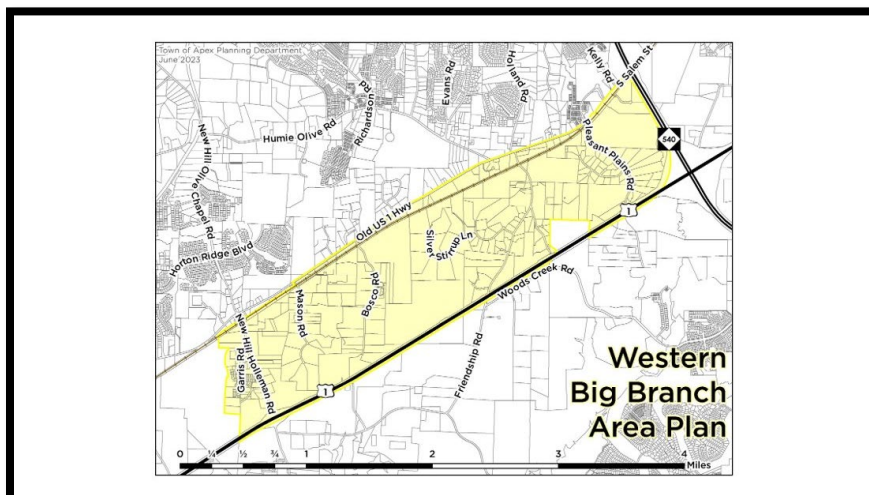 Town of Apex Planning Department
June 2023
Kelly Rd
S Salem St
Holland Rd
Evans Rd
Richardson Rd
Humie Olive Rd
Pleasant Plains Rd
540
New Hill Olive Chapel Rd
Old US 1 Hwy
1
Silver Stirrup Ln
Horton Ridge Blvd
Woods Creek Rd
Bosco Rd
Mason Rd
New Hill Holleman Rd
Garris Rd
Friendship Rd
1
Western
Big Branch
Area Plan
0 ¼ ½ ¾ 1 2 3 4
Miles